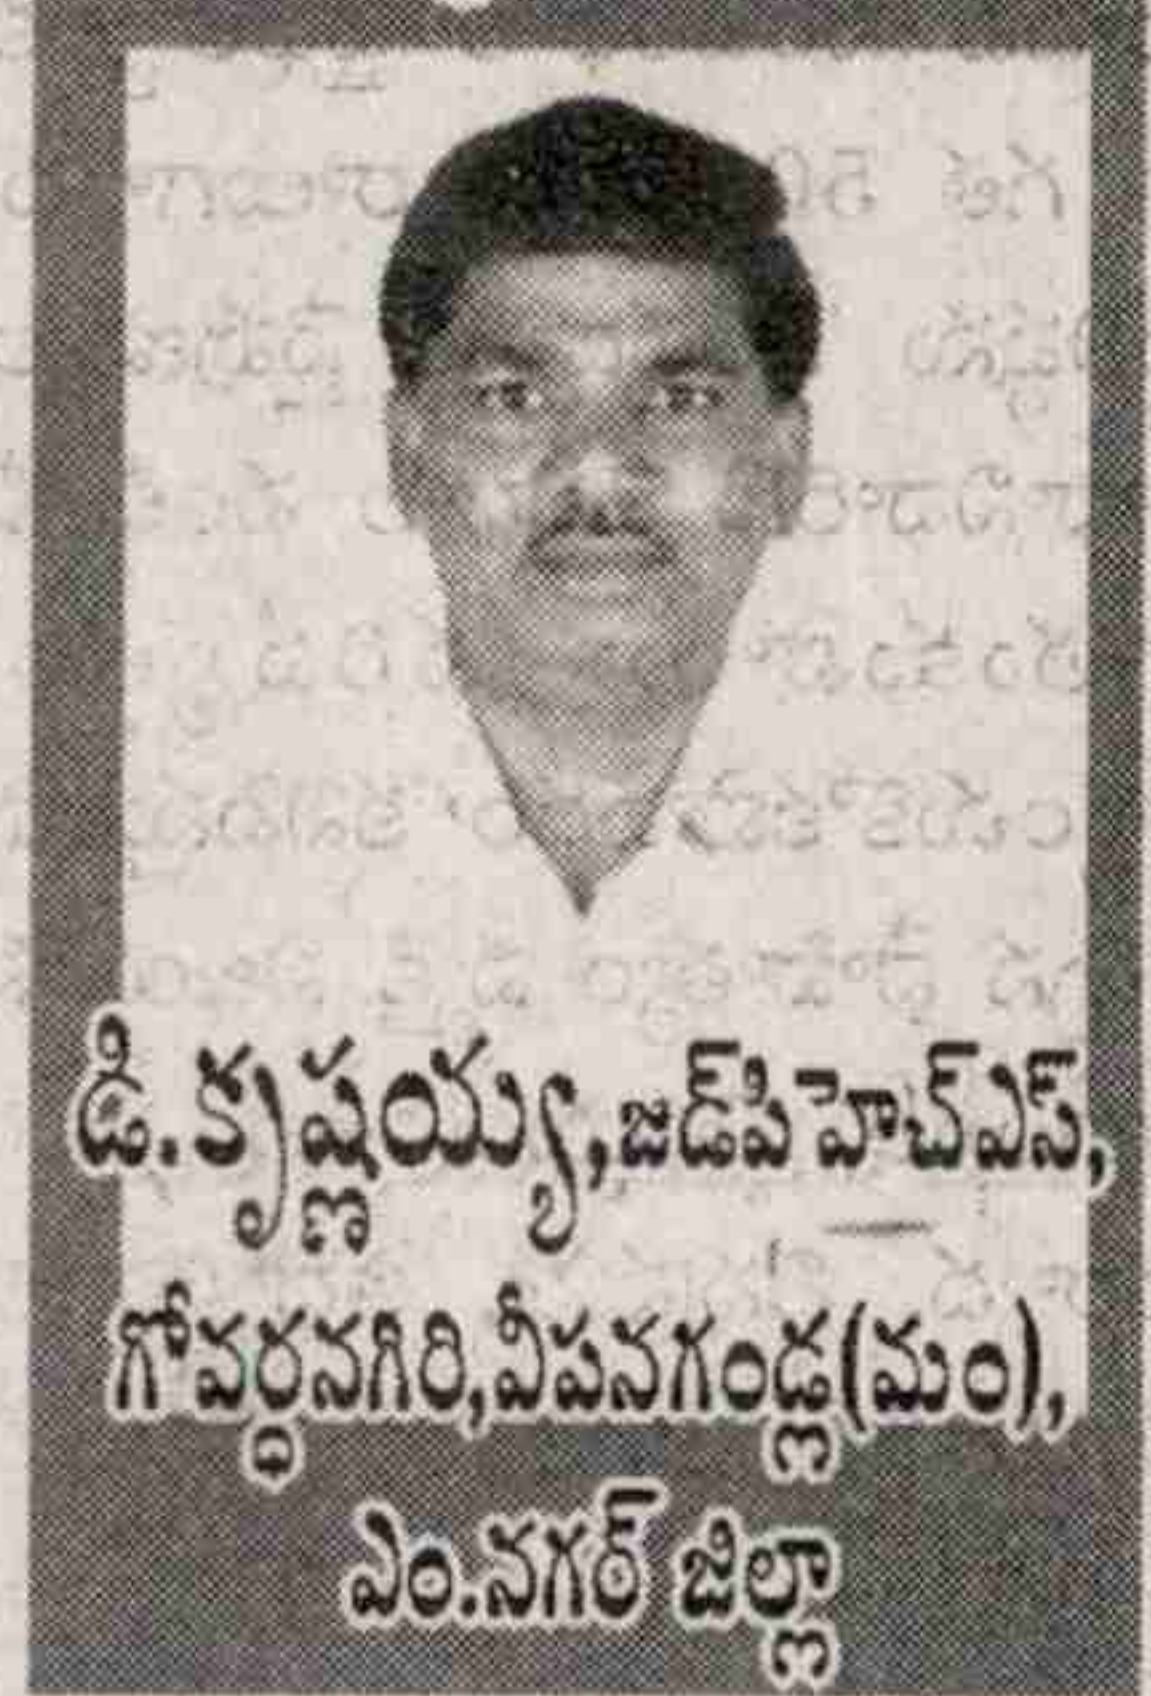 డి.కృష్ణయ్య,జడ్‌పిహెచ్ఎస్,
గోవర్ధనగిరి,వీపనగండ్ల(మం),
ఎం.నగర్ జిల్లా